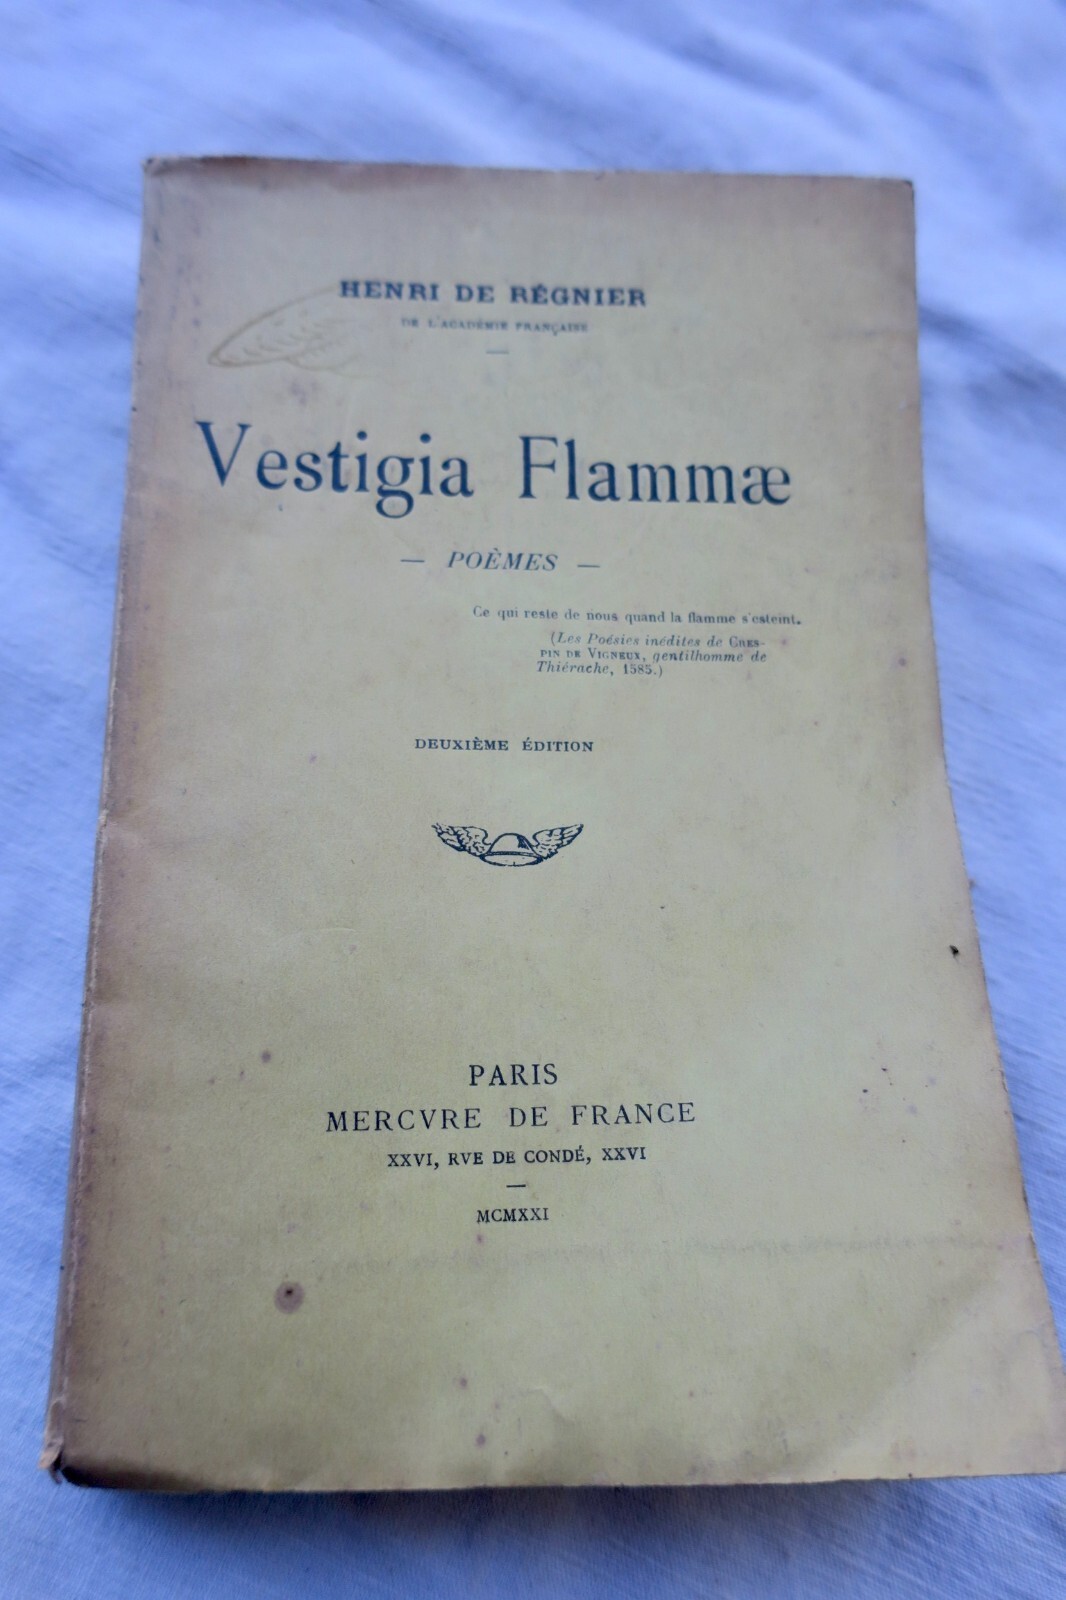 HENRI DE RÉGNIER
DE L'ACADÉMIE FRANÇAISE
—
Vestigia Flammæ
— POÈMES —
Ce qui reste de nous quand la flamme s'esteint.
(Les Poésies inédites de CRES-
PIN DE VIGNEUX, gentilhomme de
Thiérache, 1585.)
DEUXIÈME ÉDITION
PARIS
MERCVRE DE FRANCE
XXVI, RVE DE CONDÉ, XXVI
—
MCMXXI